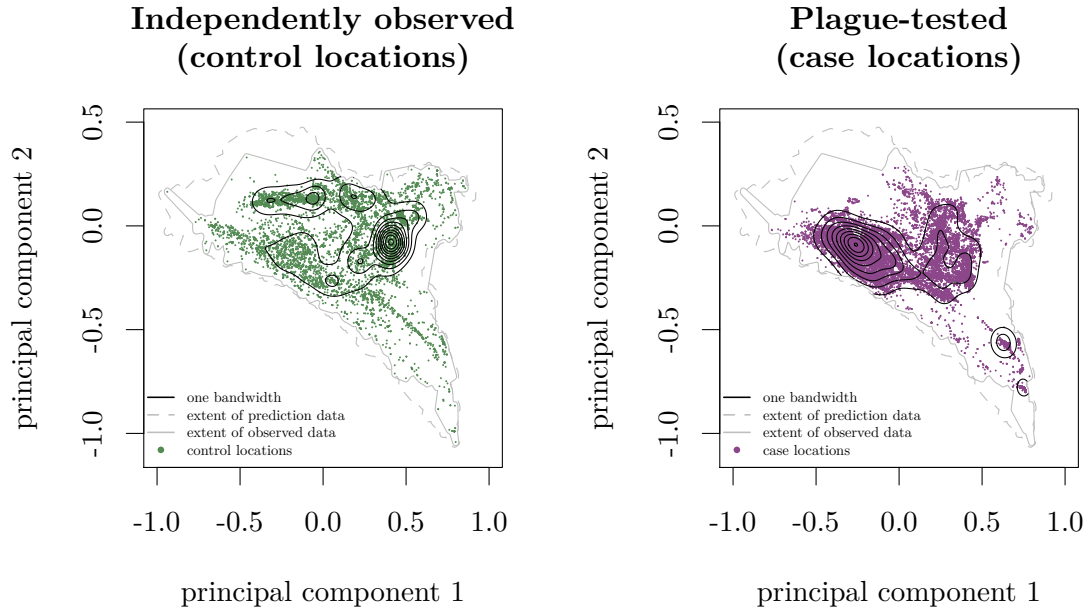 Independently observed
(control locations)
principal component 2
0.5
0.0
-0.5
-1.0
one bandwidth
extent of prediction data
extent of observed data
control locations
-1.0 -0.5 0.0 0.5 1.0
principal component 1
Plague-tested
(case locations)
principal component 2
0.5
0.0
-0.5
-1.0
one bandwidth
extent of prediction data
extent of observed data
case locations
-1.0 -0.5 0.0 0.5 1.0
principal component 1